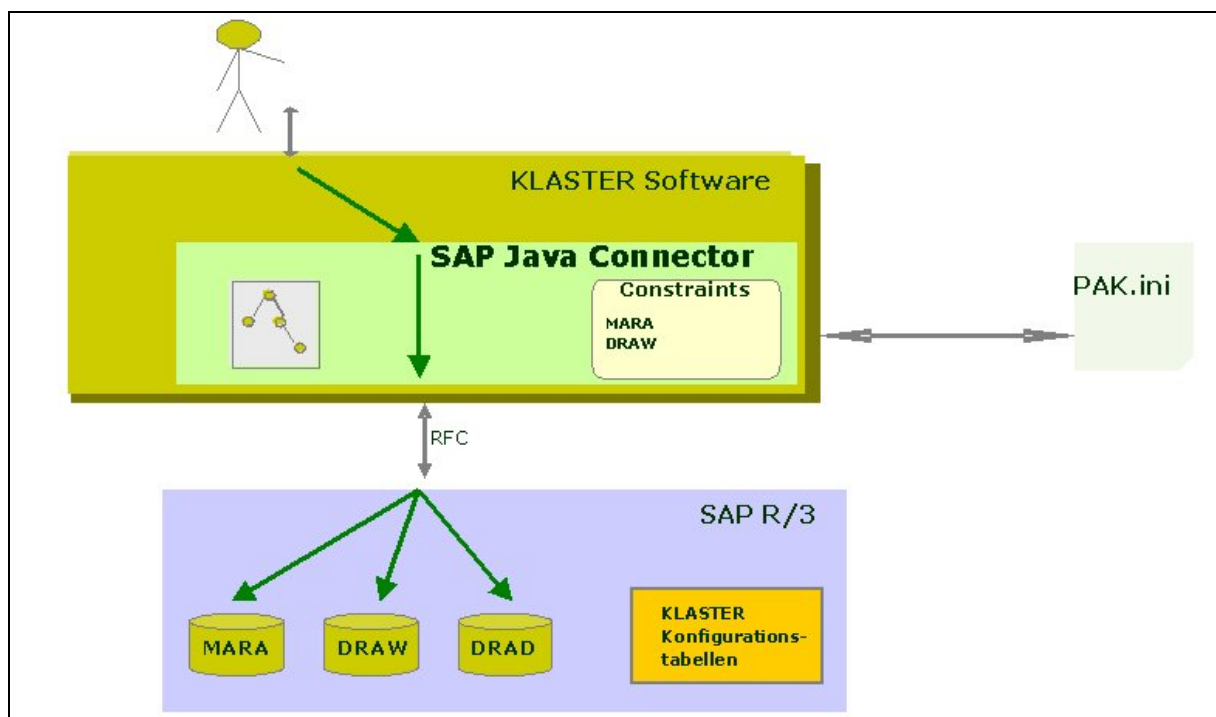 KLASTER Software
SAP Java Connector
Constraints
MARA
DRAW
PAK.ini
RFC
SAP R/3
MARA
DRAW
DRAD
KLASTER
Konfigurations-
tabellen